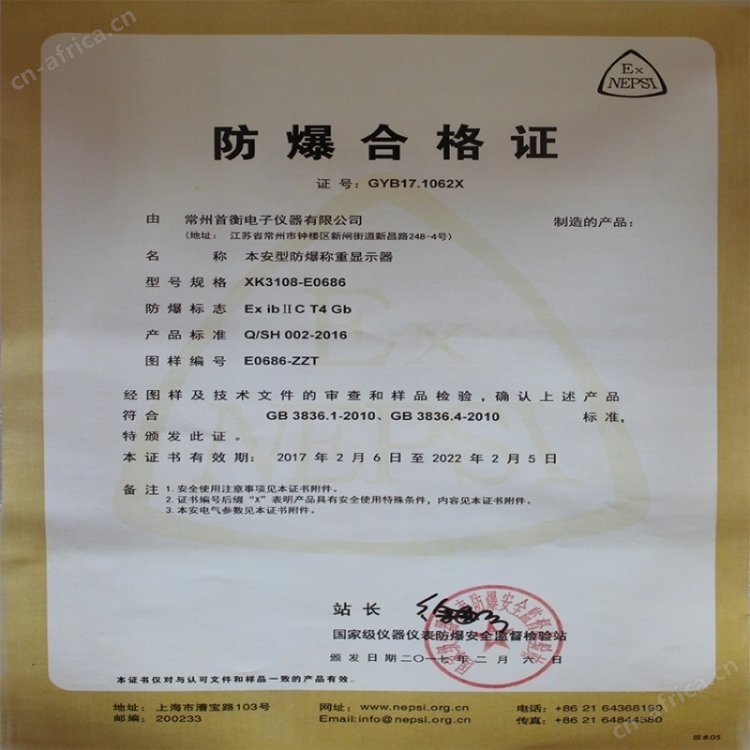 cn-africa.cn
Ex
NEPSI
防爆合格证
证 号: GYB17.1062X
由 常州首衡电子仪器有限公司 制造的产品:
(地址: 江苏省常州市钟楼区新闸街道新昌路248-4号)
名 称 本安型防爆称重显示器
型号规格 XK3108-E0686
防爆标志 Ex ibⅡC T4 Gb
产品标准 Q/SH 002-2016
图样编号 E0686-ZZT
经图样及技术文件的审查和样品检验,确认上述产品
符合 GB 3836.1-2010、GB 3836.4-2010 标准,
特颁发此证。
本证书有效期: 2017 年 2 月 6 日 至 2022 年 2 月 5 日
备注 1. 安全使用注意事项见本证书附件。
2. 证书编号后缀“X”表明产品具有安全使用特殊条件, 内容见本证书附件。
3. 本安电气参数见本证书附件。
站长
国家级仪器仪表防爆安全监督检验站
颁发日期二〇一七年二月六日
本证书仅对与认可文件和样品一致的产品有效。
地址: 上海市漕宝路103号 网址: www.nepsi.org.cn 电话: +86 21 64368180
邮编: 200233 Email: info@nepsi.org.cn 传真: +86 21 64844580
版本05